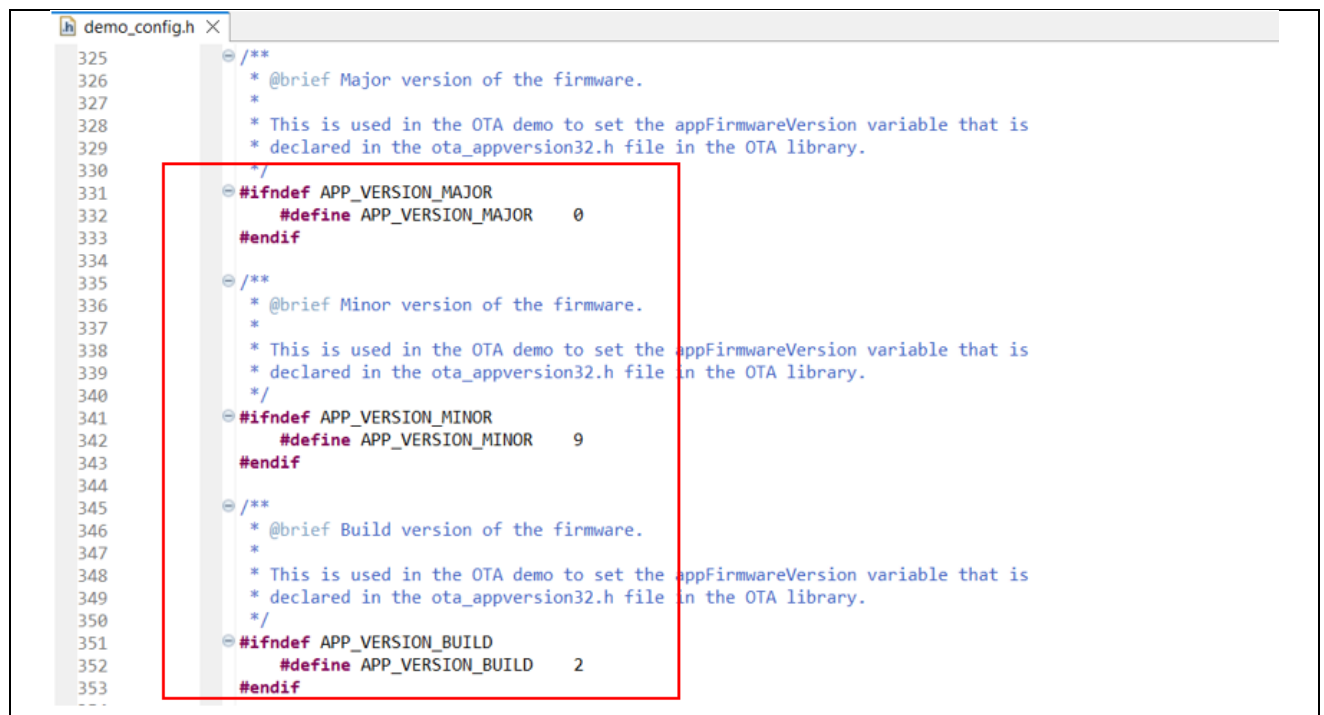 demo_config.h
325 /**
326 * @brief Major version of the firmware.
327 *
328 * This is used in the OTA demo to set the appFirmwareVersion variable that is
329 * declared in the ota_appversion32.h file in the OTA library.
330 */
331 #ifndef APP_VERSION_MAJOR
332 #define APP_VERSION_MAJOR 0
333 #endif
334
335 /**
336 * @brief Minor version of the firmware.
337 *
338 * This is used in the OTA demo to set the appFirmwareVersion variable that is
339 * declared in the ota_appversion32.h file in the OTA library.
340 */
341 #ifndef APP_VERSION_MINOR
342 #define APP_VERSION_MINOR 9
343 #endif
344
345 /**
346 * @brief Build version of the firmware.
347 *
348 * This is used in the OTA demo to set the appFirmwareVersion variable that is
349 * declared in the ota_appversion32.h file in the OTA library.
350 */
351 #ifndef APP_VERSION_BUILD
352 #define APP_VERSION_BUILD 2
353 #endif